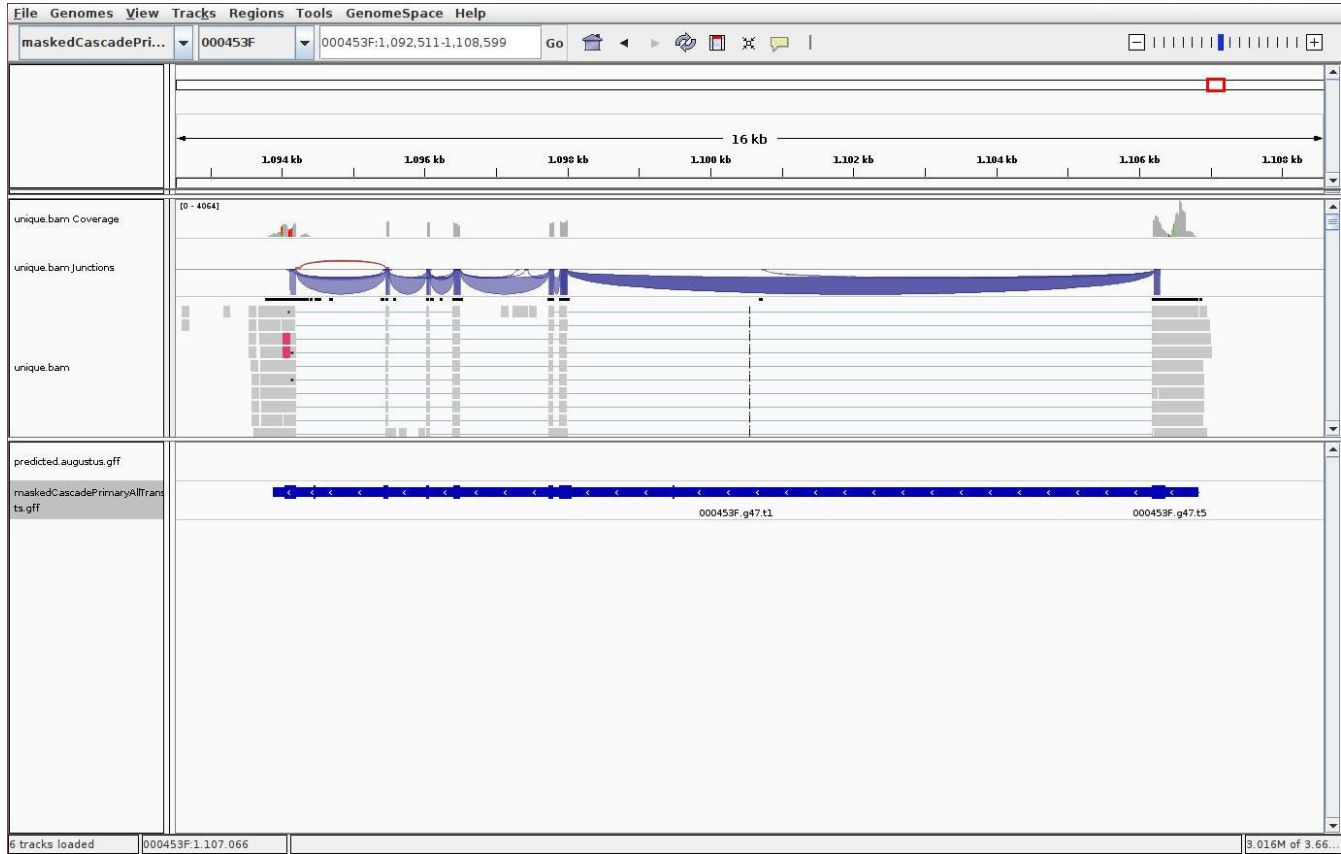 File Genomes View Tracks Regions Tools GenomeSpace Help
maskedCascadePri... 000453F 000453F:1,092,511-1,108,599 Go
16 kb
1.094 kb 1.096 kb 1.098 kb 1.100 kb 1.102 kb 1.104 kb 1.106 kb 1.108 kb
[0 - 4064]
unique.bam Coverage
unique.bam Junctions
unique.bam
predicted.augustus.gff
maskedCascadePrimaryAllTrans
ts.gff
000453F.g47.t1 000453F.g47.t5
6 tracks loaded 000453F:1.107.066 3.016M of 3.66...